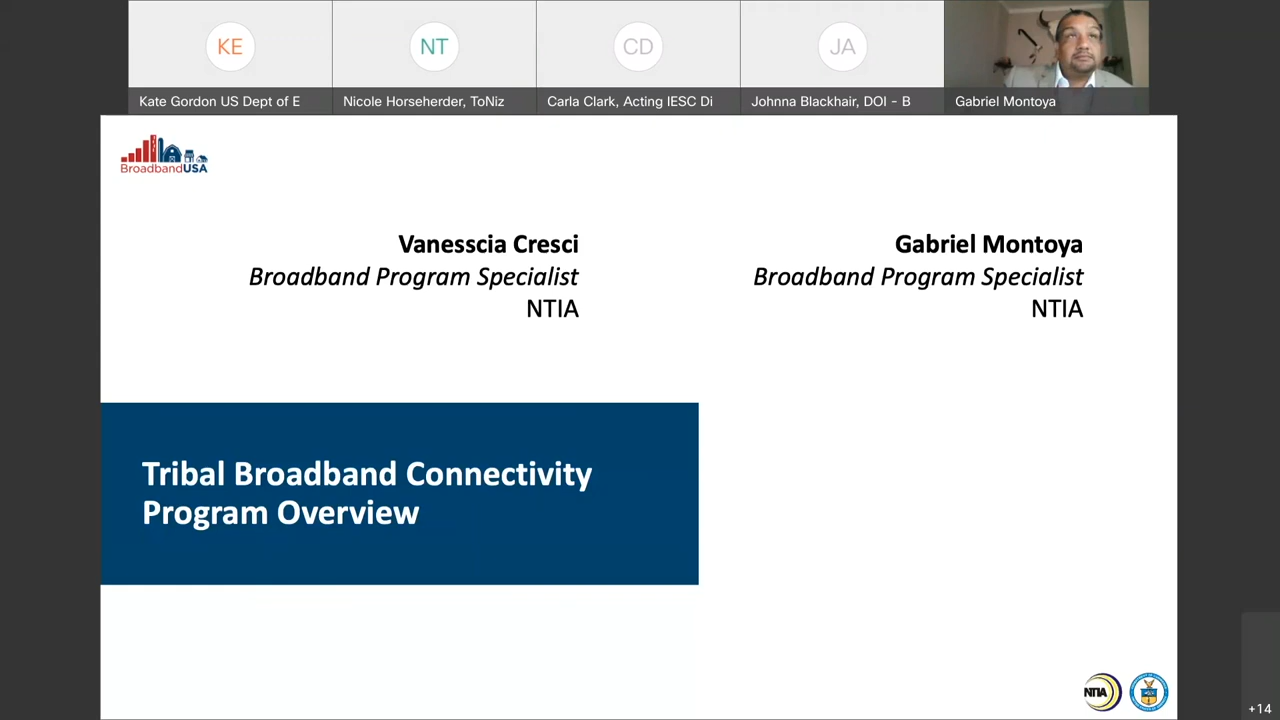 KE
NT
CD
JA
Kate Gordon US Dept of E
Nicole Horseherder, ToNiz
Carla Clark, Acting IESC Di
Johnna Blackhair, DOI - B
Gabriel Montoya
BroadbandUSA
Vanesscia Cresci
Broadband Program Specialist
NTIA
Gabriel Montoya
Broadband Program Specialist
NTIA
Tribal Broadband Connectivity
Program Overview
NTIA
+14